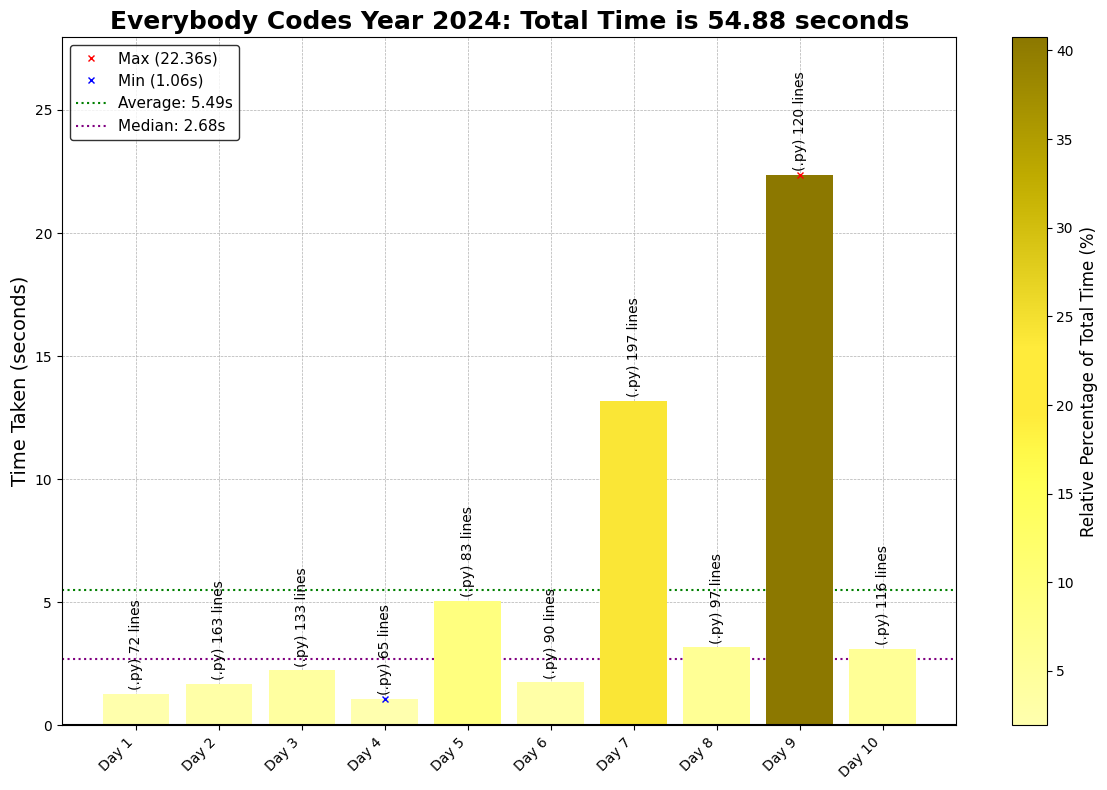 Everybody Codes Year 2024: Total Time is 54.88 seconds
Max (22.36s)
Min (1.06s)
Average: 5.49s
Median: 2.68s
Time Taken (seconds)
25
20
15
10
5
0
(.py) 72 lines
(.py) 163 lines
(.py) 133 lines
(.py) 65 lines
(.py) 83 lines
(.py) 90 lines
(.py) 197 lines
(.py) 97 lines
(.py) 120 lines
(.py) 116 lines
Day 1
Day 2
Day 3
Day 4
Day 5
Day 6
Day 7
Day 8
Day 9
Day 10
40
35
30
25
20
15
10
5
Relative Percentage of Total Time (%)